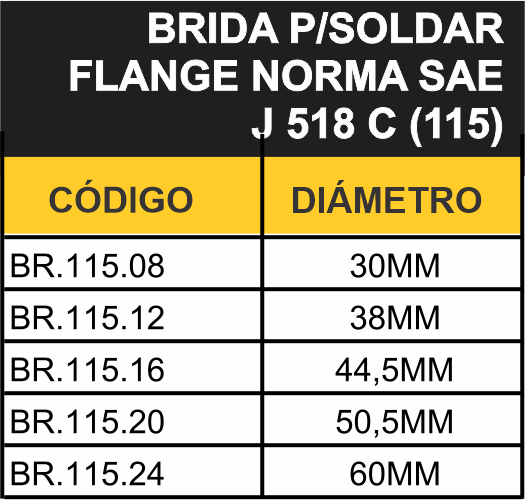 BRIDA P/SOLDAR
FLANGE NORMA SAE
J 518 C (115)
CÓDIGO DIÁMETRO
BR.115.08 30MM
BR.115.12 38MM
BR.115.16 44,5MM
BR.115.20 50,5MM
BR.115.24 60MM